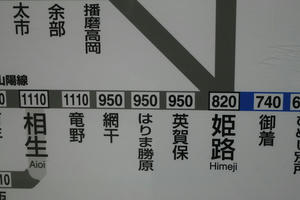 太市
余部
播磨高岡
山陽線
1110
1110
950
950
950
820
740
相生
Aioi
竜野
網干
はりま勝原
英賀保
姫路
Himeji
御着